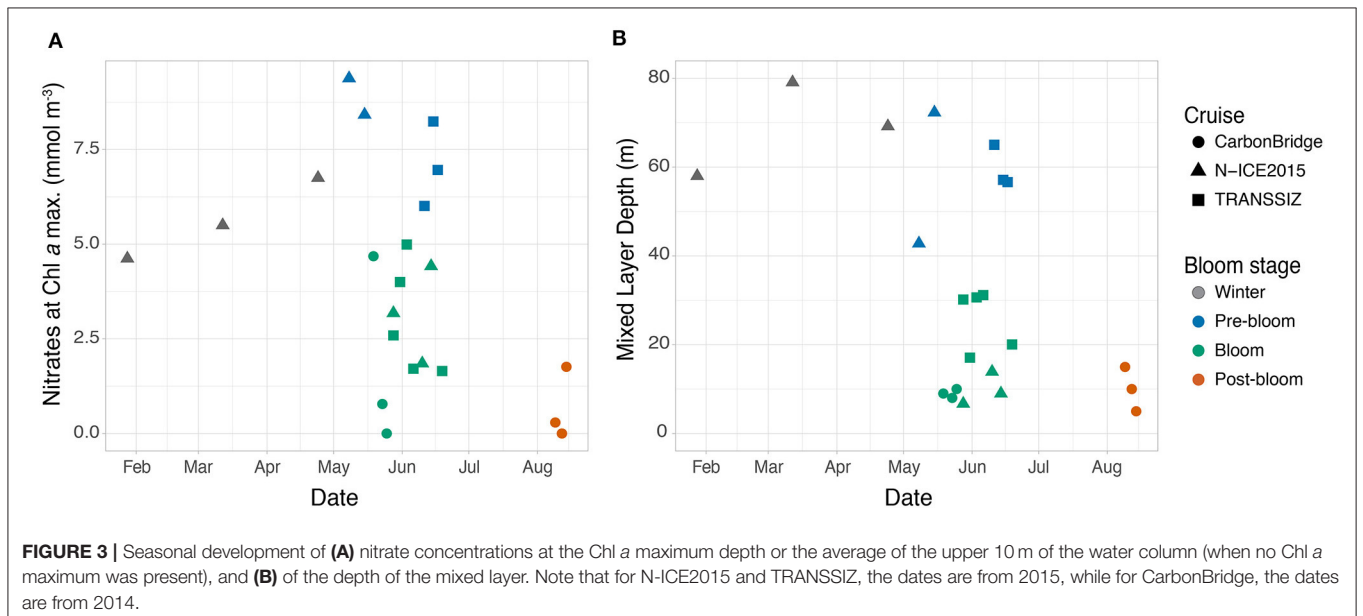 A
Nitrates at Chl a max. (mmol m⁻³)
7.5
5.0
2.5
0.0
Feb Mar Apr May Jun Jul Aug
Date
B
Mixed Layer Depth (m)
80
60
40
20
0
Feb Mar Apr May Jun Jul Aug
Date
Cruise
CarbonBridge
N−ICE2015
TRANSSIZ
Bloom stage
Winter
Pre-bloom
Bloom
Post-bloom
FIGURE 3 | Seasonal development of (A) nitrate concentrations at the Chl a maximum depth or the average of the upper 10 m of the water column (when no Chl a
maximum was present), and (B) of the depth of the mixed layer. Note that for N-ICE2015 and TRANSSIZ, the dates are from 2015, while for CarbonBridge, the dates
are from 2014.